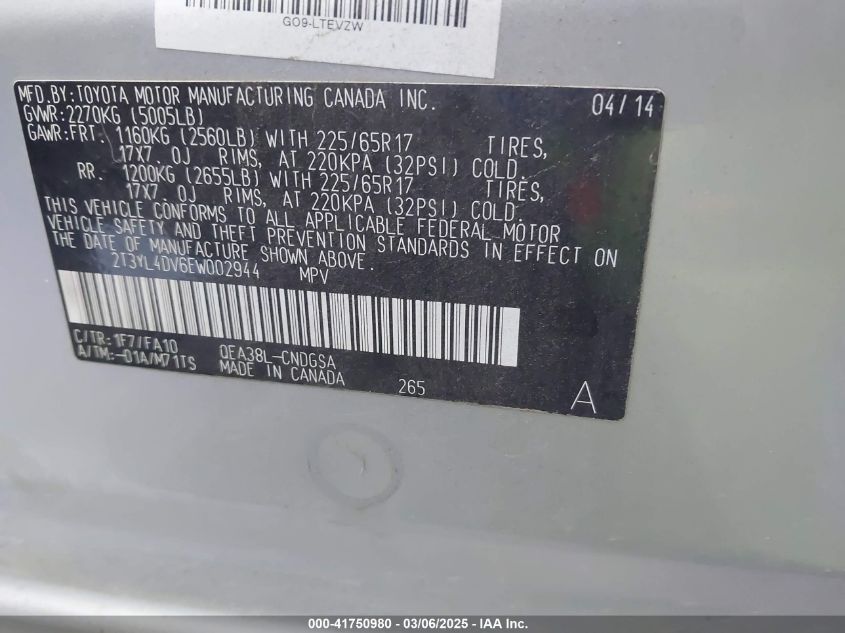 GO9-LTEVZW
MFD.BY:TOYOTA MOTOR MANUFACTURING CANADA INC. 04/14
GVWR:2270KG (5005LB)
GAWR:FRT. 1160KG (2560LB) WITH 225/65R17 TIRES,
17X7. 0J RIMS, AT 220KPA (32PSI) COLD.
RR. 1200KG (2655LB) WITH 225/65R17 TIRES,
17X7. 0J RIMS, AT 220KPA (32PSI) COLD.
THIS VEHICLE CONFORMS TO ALL APPLICABLE FEDERAL MOTOR
VEHICLE SAFETY AND THEFT PREVENTION STANDARDS IN EFFECT ON
THE DATE OF MANUFACTURE SHOWN ABOVE.
2T3YL4DV6EW002944 MPV
C/TR: 1F7/FA10 QEA38L-CNDGSA
A/TM:-01A/M71TS MADE IN CANADA 265 A
000-41750980 - 03/06/2025 - IAA Inc.